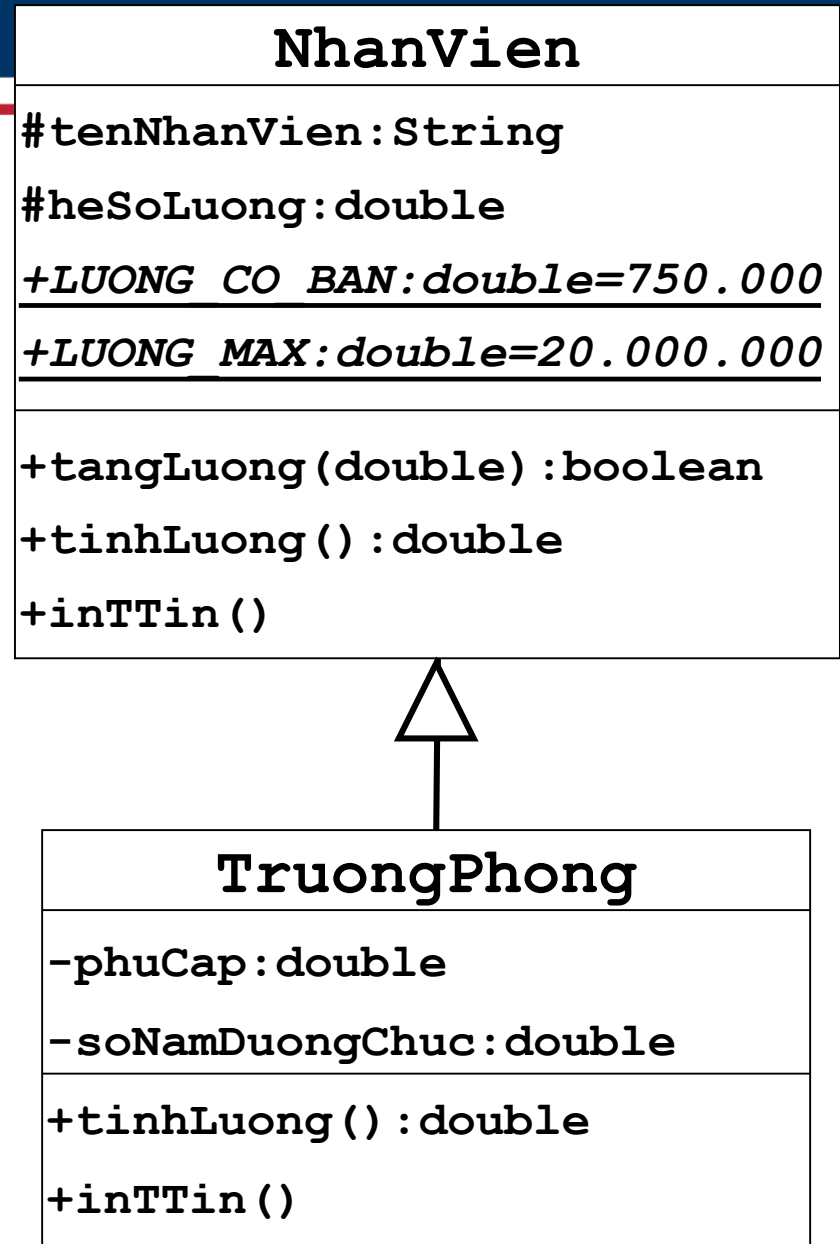 NhanVien
#tenNhanVien:String
#heSoLuong:double
+LUONG_CO_BAN:double=750.000
+LUONG_MAX:double=20.000.000
+tangLuong(double):boolean
+tinhLuong():double
+inTTin()
TruongPhong
-phuCap:double
-soNamDuongChuc:double
+tinhLuong():double
+inTTin()